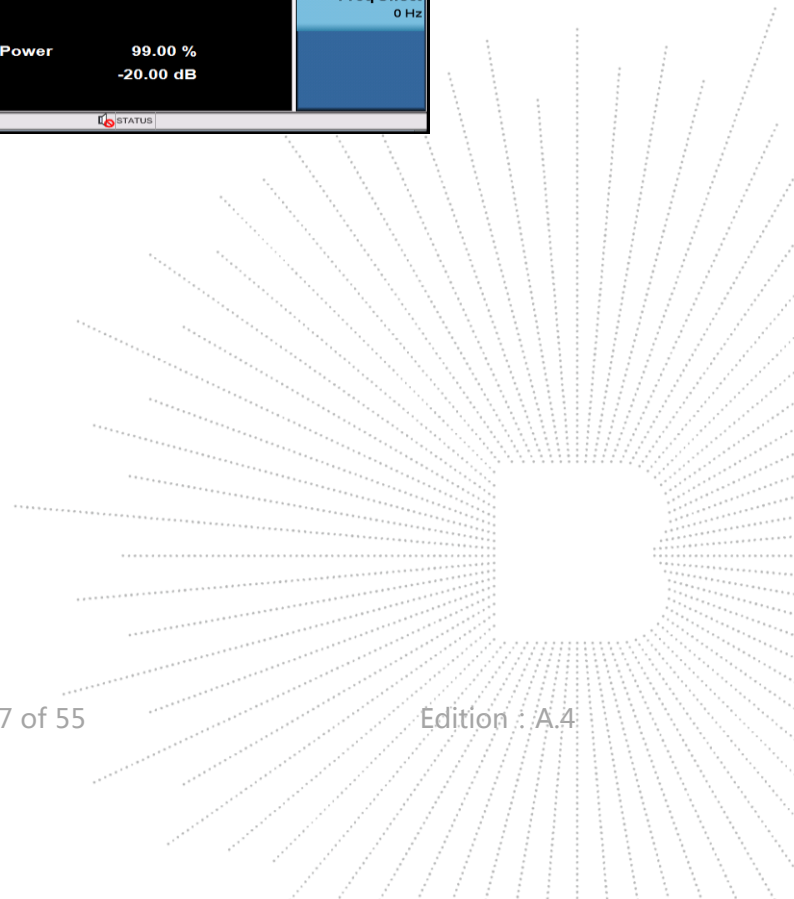 0 Hz
Power 99.00 %
-20.00 dB
STATUS
7 of 55 Edition：A.4